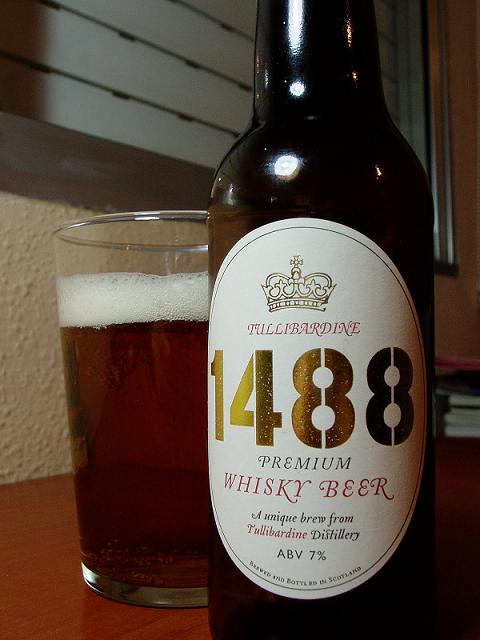 TULLIBARDINE
1488
PREMIUM
WHISKY BEER
A unique brew from
Tullibardine Distillery
ABV 7%
BREWED AND BOTTLED IN SCOTLAND